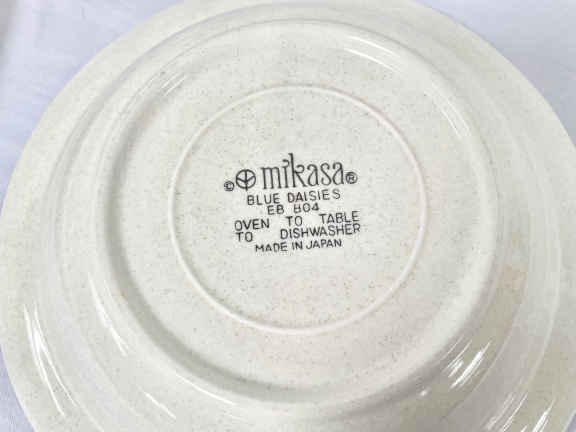 © mikasa®
BLUE DAISIES
EB 804
OVEN TO TABLE
TO DISHWASHER
MADE IN JAPAN